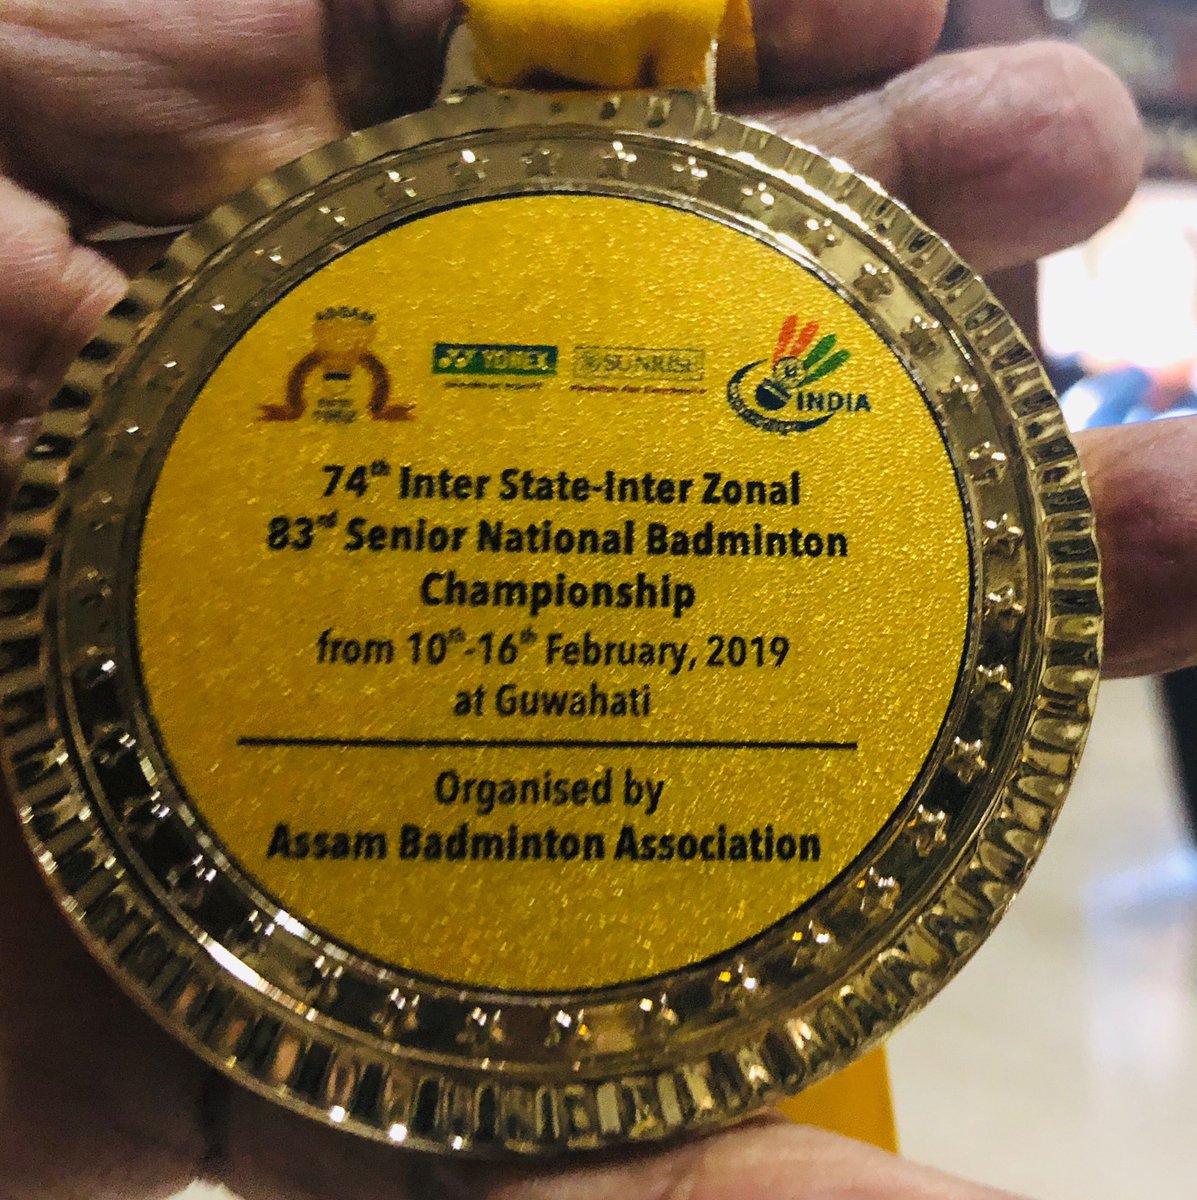 ASSAM
YONEX
SUNRISE
INDIA
74th Inter State-Inter Zonal
83rd Senior National Badminton
Championship
from 10th-16th February, 2019
at Guwahati
Organised by
Assam Badminton Association